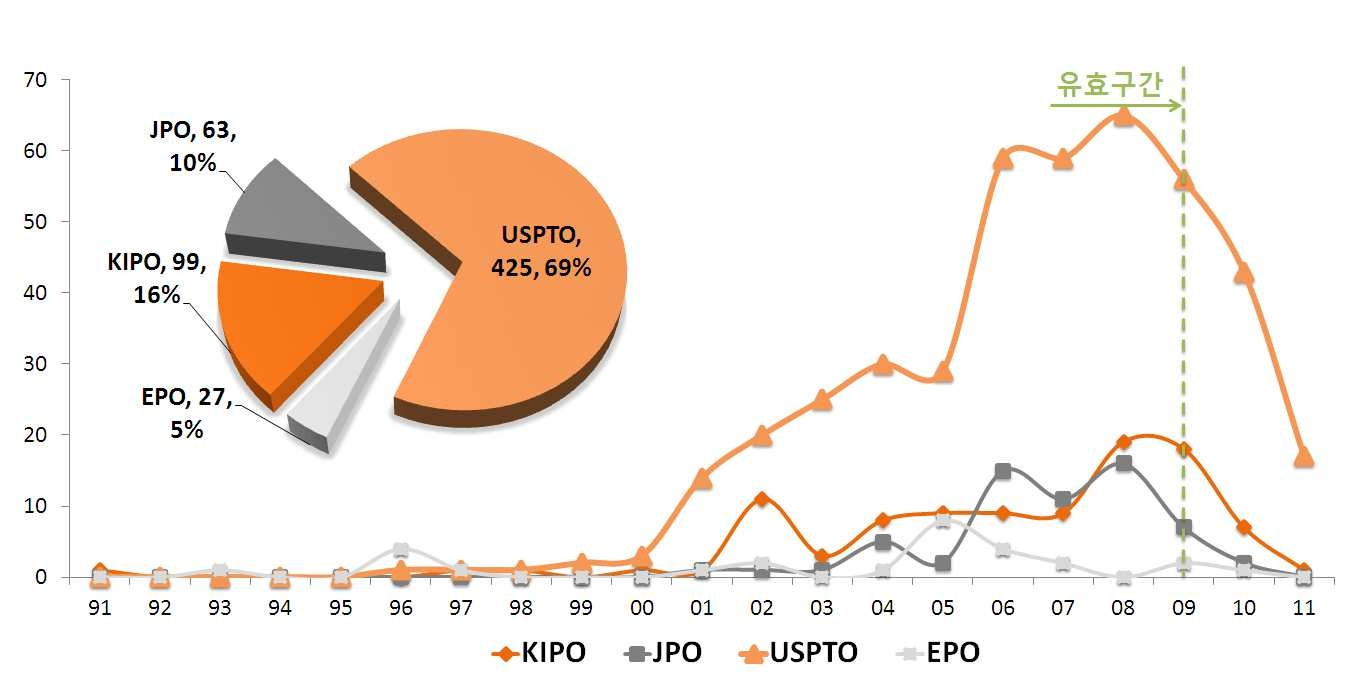 유효구간
70
60
50
40
30
20
10
0
JPO, 63,
10%
KIPO, 99,
16%
EPO, 27,
5%
USPTO,
425, 69%
91 92 93 94 95 96 97 98 99 00 01 02 03 04 05 06 07 08 09 10 11
KIPO JPO USPTO EPO